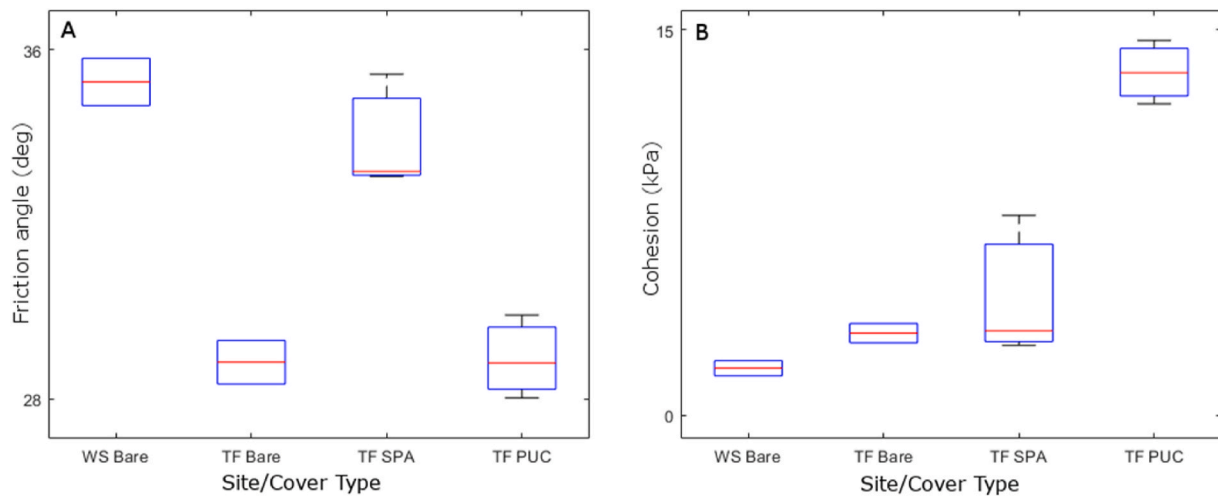 A
36
28
Friction angle (deg)
WS Bare TF Bare TF SPA TF PUC
Site/Cover Type
B
15
0
Cohesion (kPa)
WS Bare TF Bare TF SPA TF PUC
Site/Cover Type